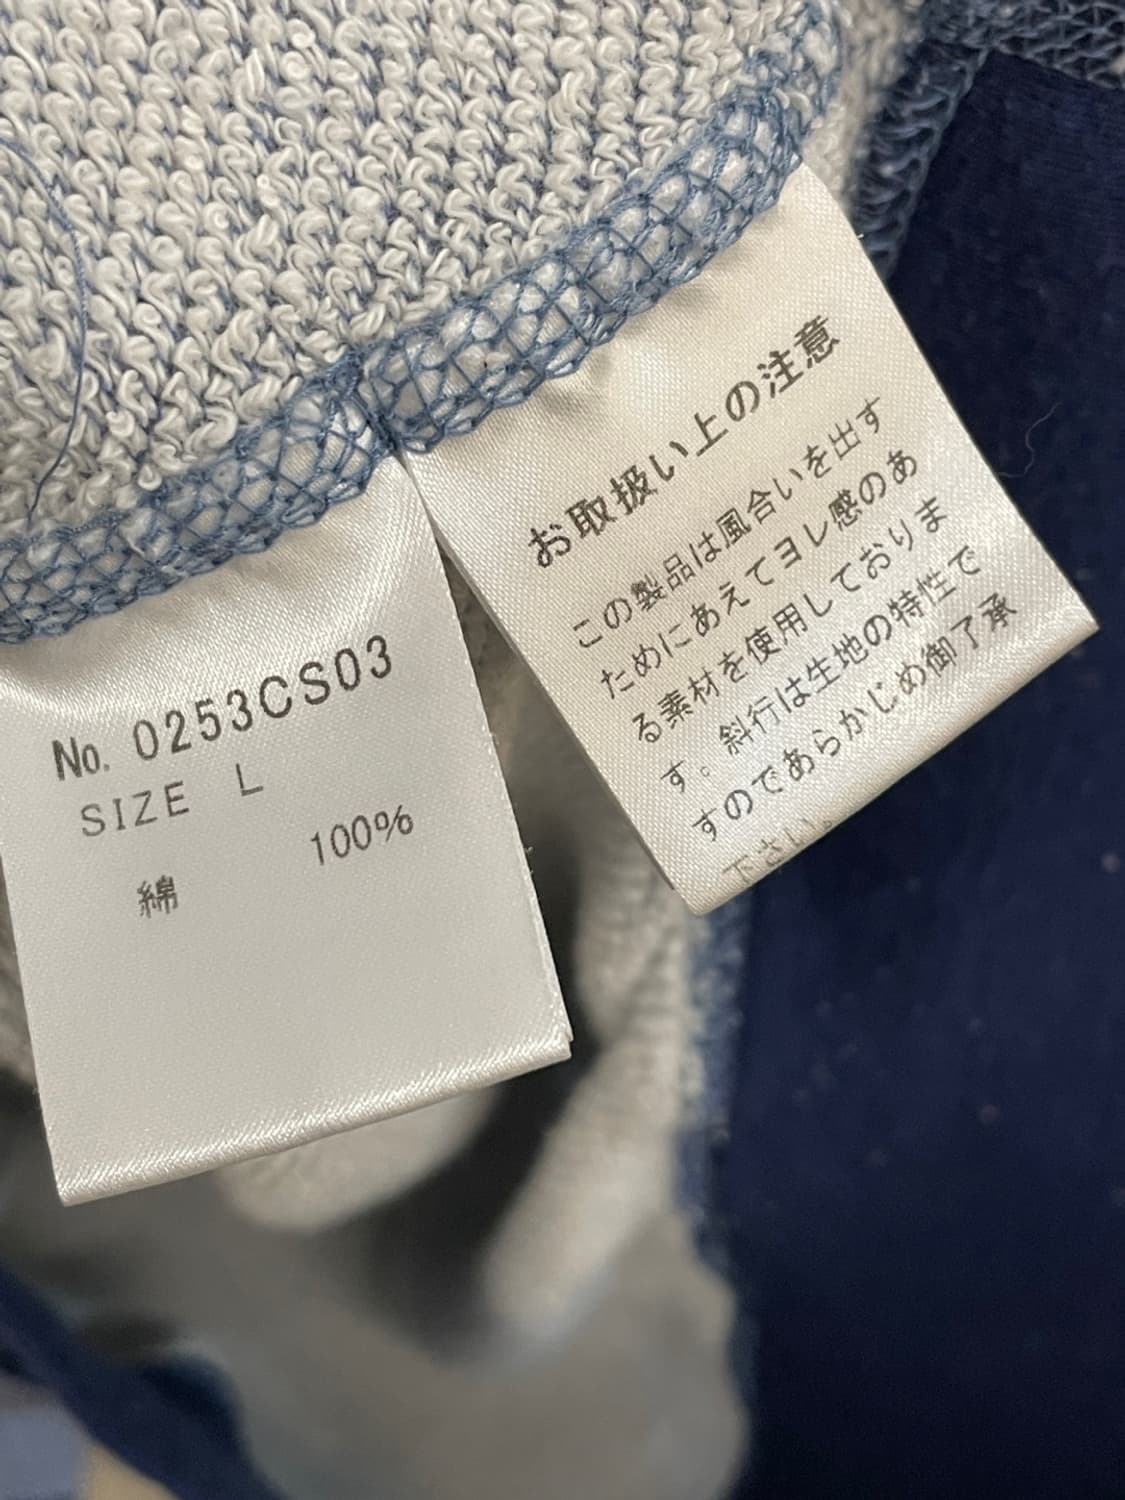 No. 0253CS03
SIZE L
綿 100%
お取扱い上の注意
この製品は風合いを出す
ためにあえてヨレ感のあ
る素材を使用しておりま
す。斜行は生地の特性で
すのであらかじめ御了承
下さい。